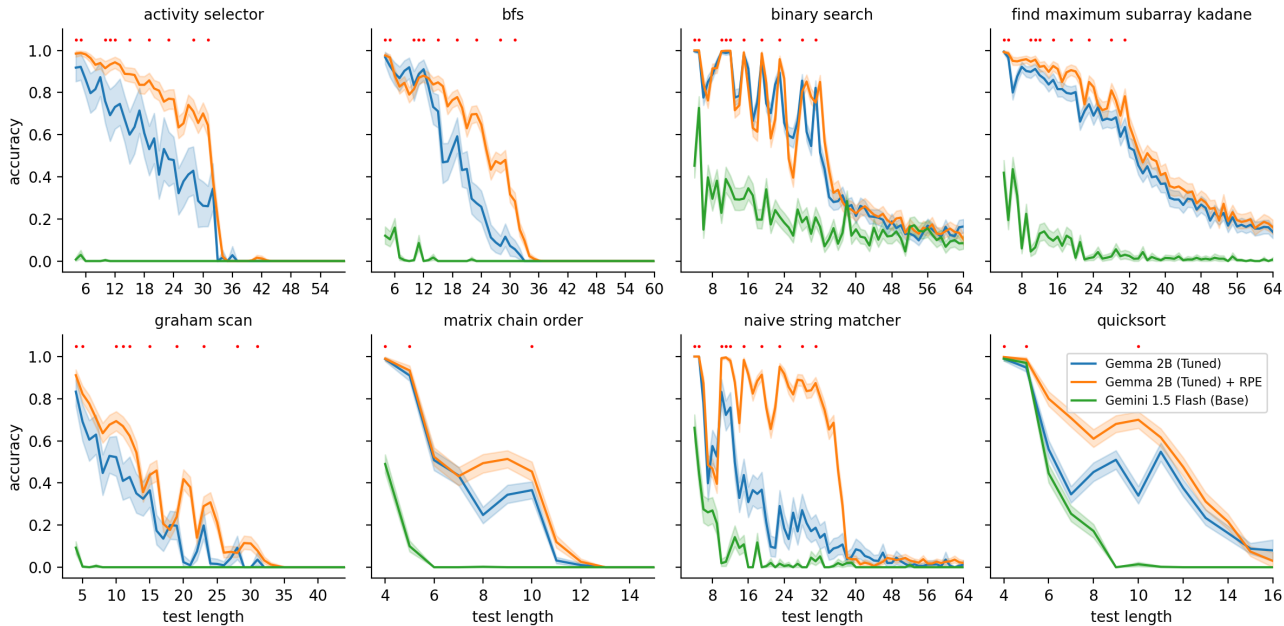 activity selector
bfs
binary search
find maximum subarray kadane
accuracy
1.0
0.8
0.6
0.4
0.2
0.0
6 12 18 24 30 36 42 48 54
6 12 18 24 30 36 42 48 54 60
8 16 24 32 40 48 56 64
8 16 24 32 40 48 56 64
graham scan
matrix chain order
naive string matcher
quicksort
accuracy
1.0
0.8
0.6
0.4
0.2
0.0
Gemma 2B (Tuned)
Gemma 2B (Tuned) + RPE
Gemini 1.5 Flash (Base)
5 10 15 20 25 30 35 40
4 6 8 10 12 14
8 16 24 32 40 48 56 64
4 6 8 10 12 14 16
test length
test length
test length
test length